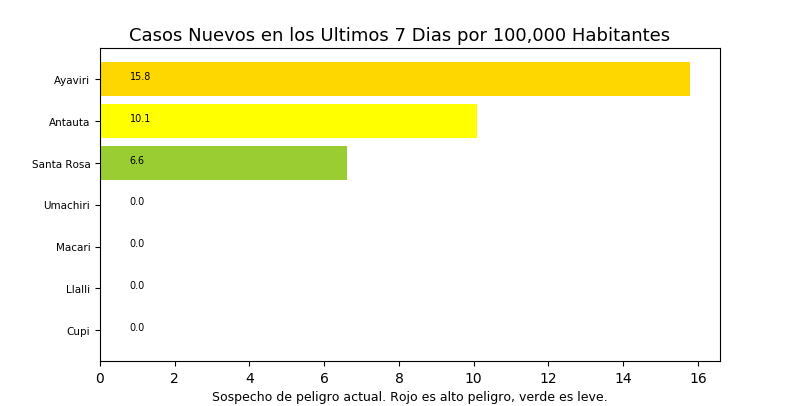 Casos Nuevos en los Ultimos 7 Dias por 100,000 Habitantes
Ayaviri 15.8
Antauta 10.1
Santa Rosa 6.6
Umachiri 0.0
Macari 0.0
Llalli 0.0
Cupi 0.0
0 2 4 6 8 10 12 14 16
Sospecho de peligro actual. Rojo es alto peligro, verde es leve.